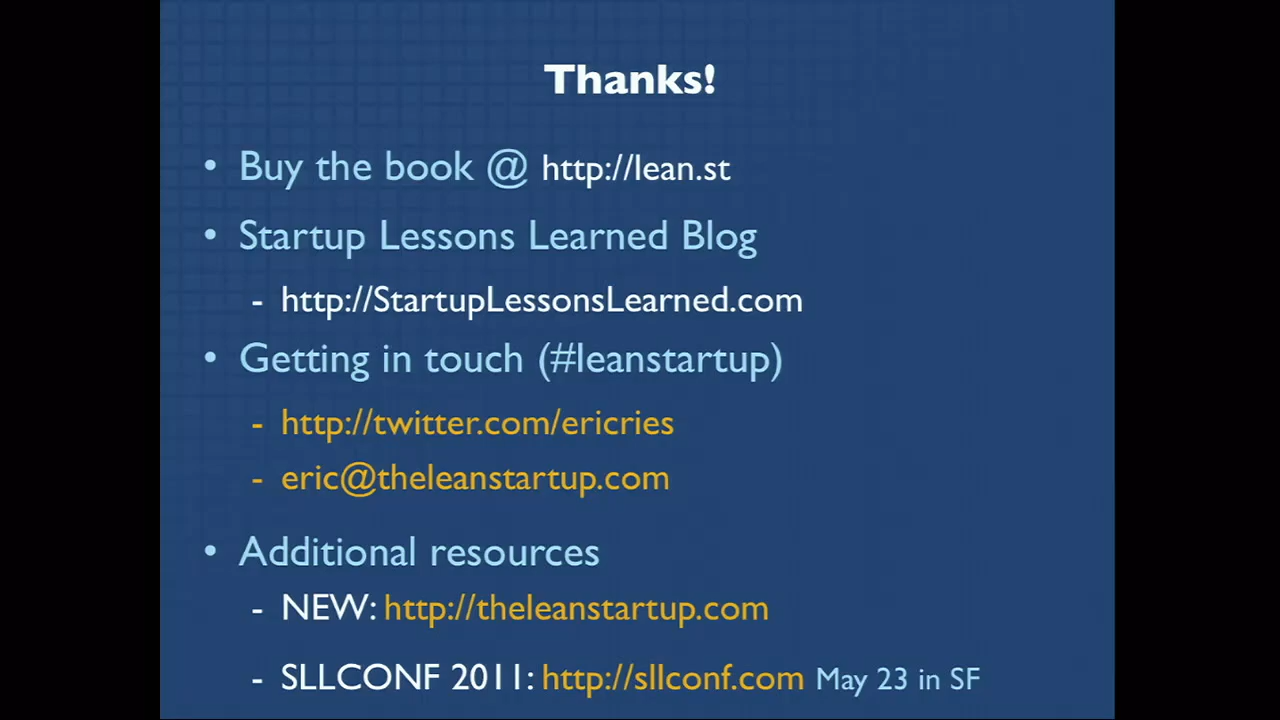 Thanks!
• Buy the book @ http://lean.st
• Startup Lessons Learned Blog
- http://StartupLessonsLearned.com
• Getting in touch (#leanstartup)
- http://twitter.com/ericries
- eric@theleanstartup.com
• Additional resources
- NEW: http://theleanstartup.com
- SLLCONF 2011: http://sllconf.com May 23 in SF